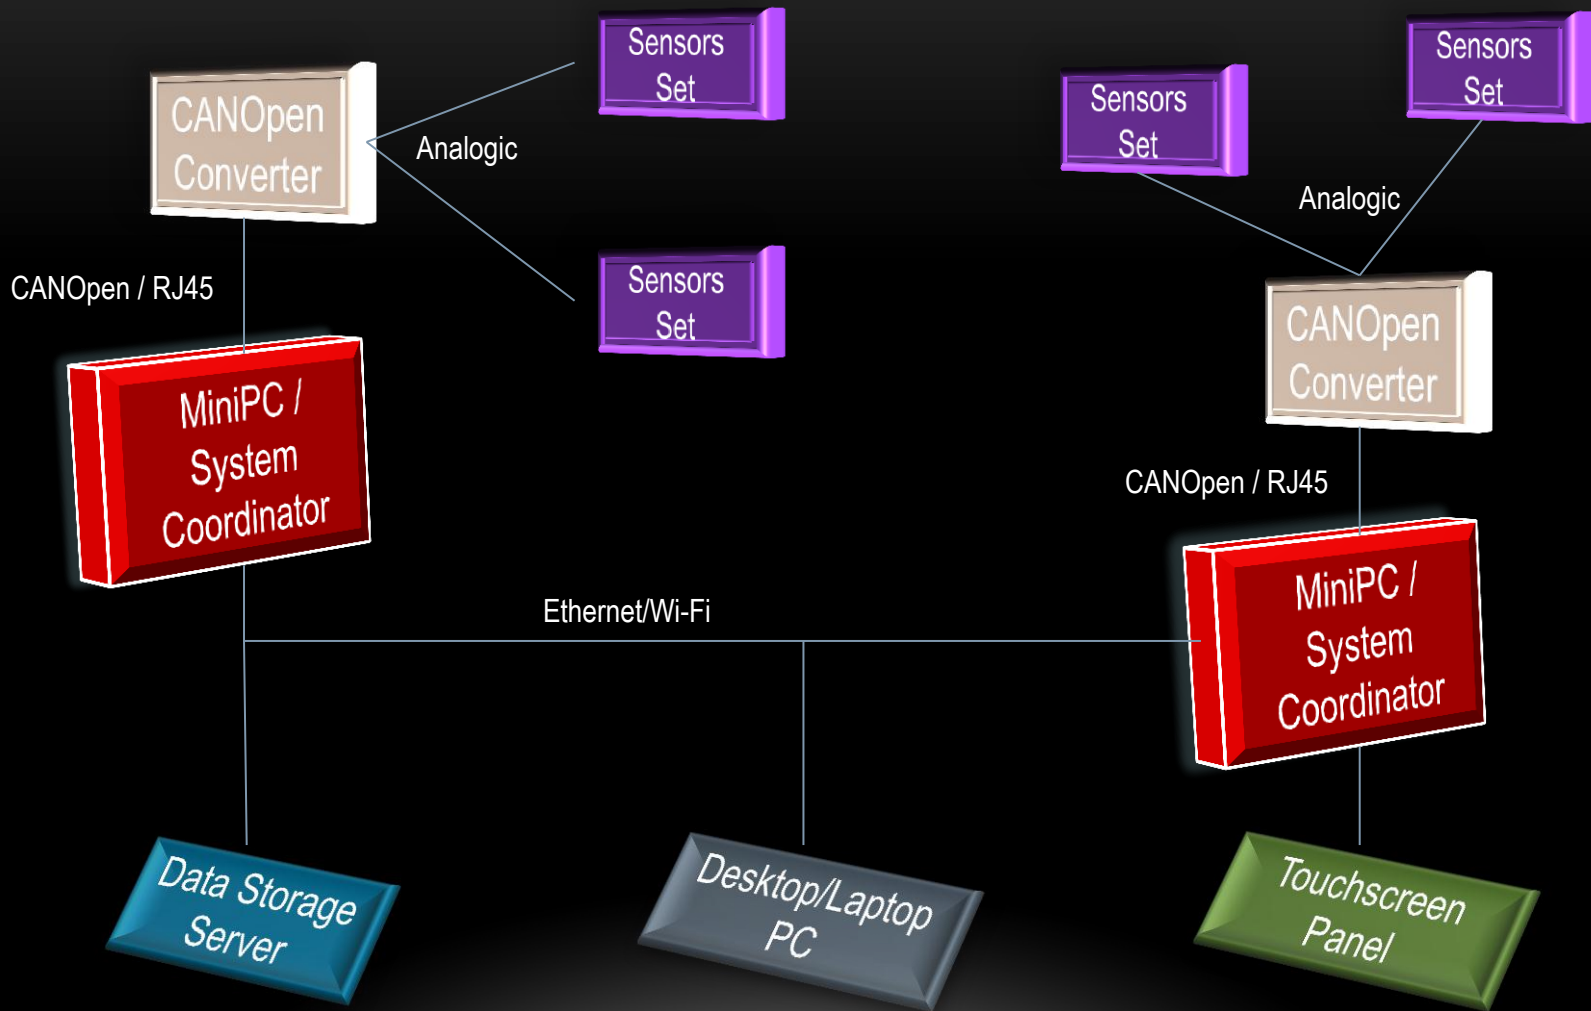 Sensors
Set
Sensors
Set
Sensors
Set
CANOpen
Converter
Analogic
Analogic
Sensors
Set
CANOpen / RJ45
CANOpen
Converter
MiniPC /
System
Coordinator
CANOpen / RJ45
Ethernet/Wi-Fi
MiniPC /
System
Coordinator
Data Storage
Server
Desktop/Laptop
PC
Touchscreen
Panel